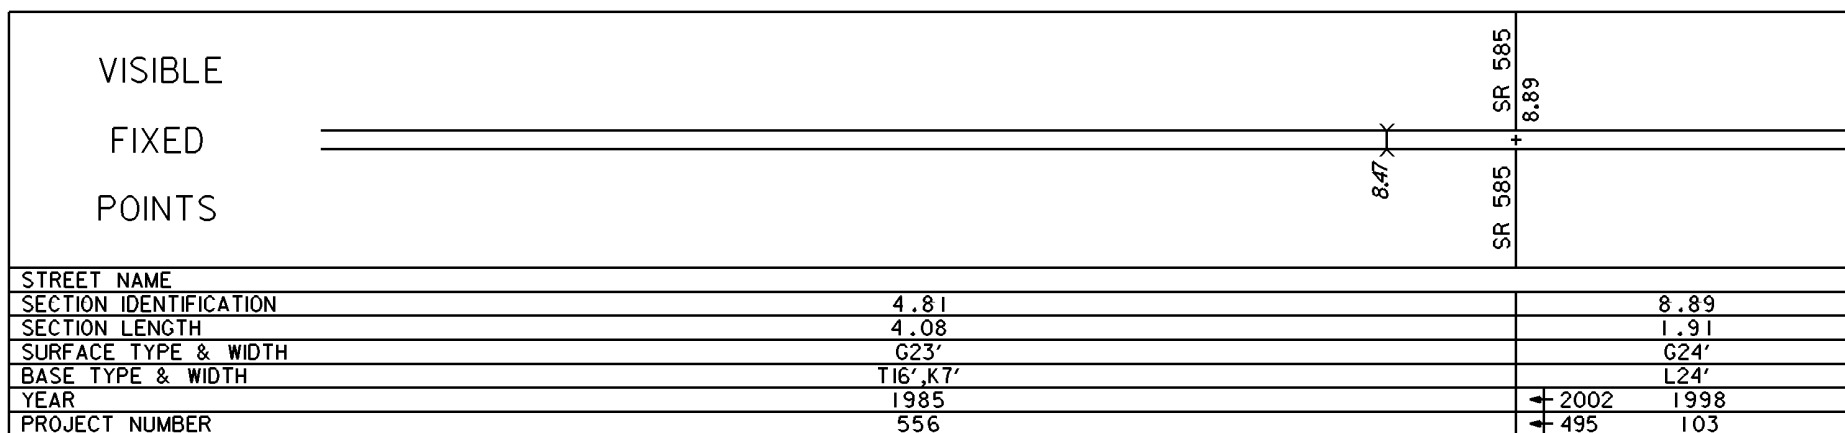 VISIBLE
FIXED
POINTS
SR 585
8.89
8.47
SR 585
STREET NAME
SECTION IDENTIFICATION 4.81 8.89
SECTION LENGTH 4.08 1.91
SURFACE TYPE & WIDTH G23' G24'
BASE TYPE & WIDTH T16',K7' L24'
YEAR 1985 2002 1998
PROJECT NUMBER 556 495 103